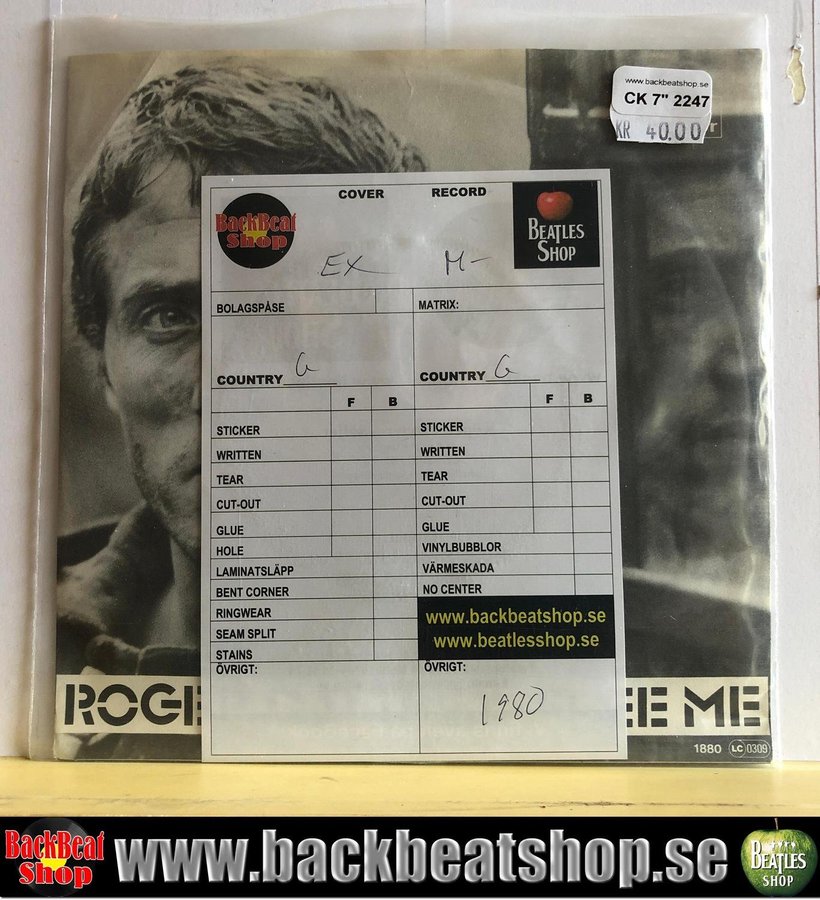 www.backbeatshop.se
CK 7" 2247
KR 40.00
COVER RECORD
BackBeat Shop
BEATLES SHOP
EX M-
BOLAGSPÅSE MATRIX:
COUNTRY G COUNTRY G
F B F B
STICKER STICKER
WRITTEN WRITTEN
TEAR TEAR
CUT-OUT CUT-OUT
GLUE GLUE
HOLE VINYLBUBBLOR
LAMINATSLÄPP VÄRMESKADA
BENT CORNER NO CENTER
RINGWEAR www.backbeatshop.se
SEAM SPLIT www.beatlesshop.se
STAINS
ÖVRIGT: ÖVRIGT:
1980
ROGE EE ME
1880 LC 0309
BackBeat Shop www.backbeatshop.se BEATLES SHOP